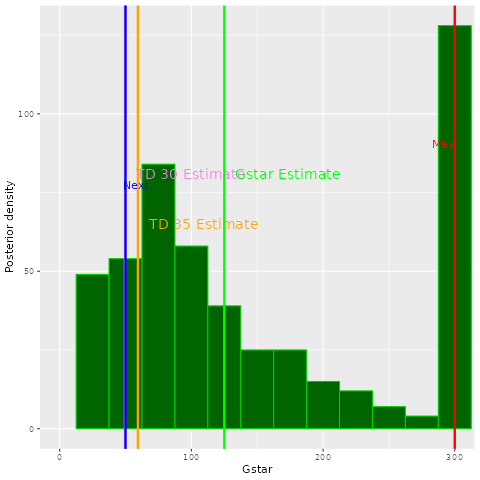 Posterior density
100
50
0
TD 30 Estimate
Gstar Estimate
Next
TD 35 Estimate
Max
0
100
200
300
Gstar